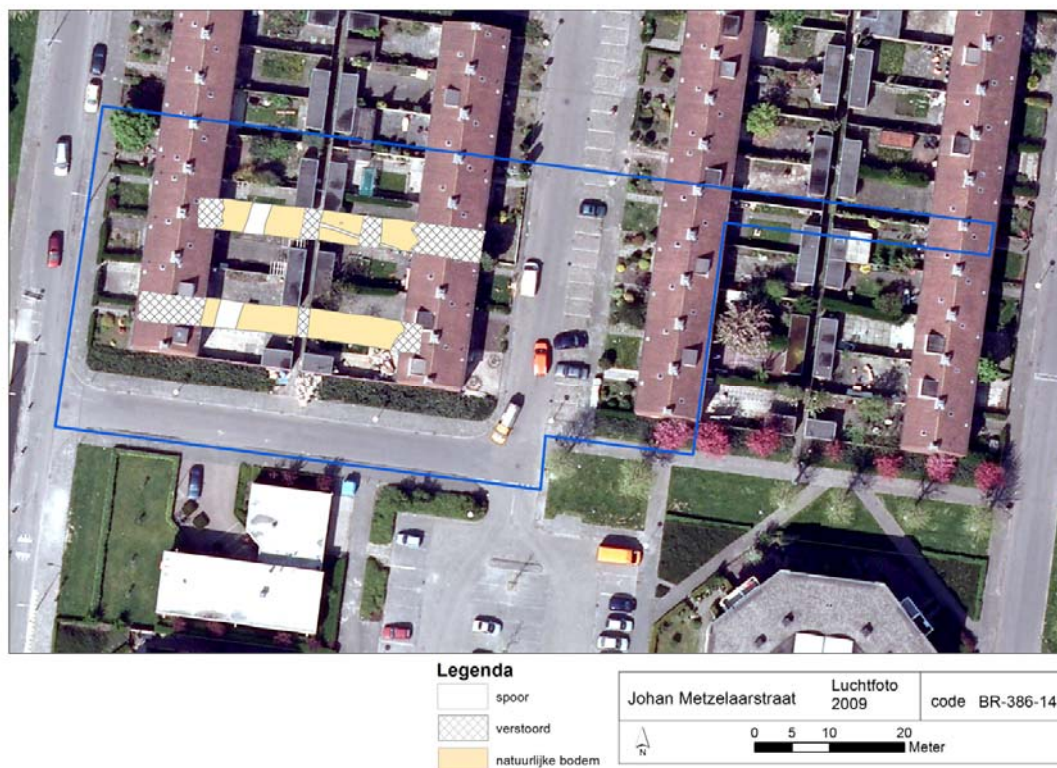 Legenda
spoor
verstoord
natuurlijke bodem
Johan Metzelaarstraat
Luchtfoto
2009
code BR-386-14
N
0 5 10 20
Meter